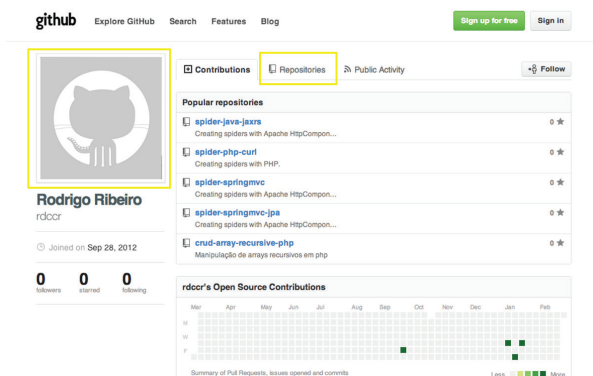 github Explore GitHub Search Features Blog Sign up for free Sign in
Contributions Repositories Public Activity Follow
Popular repositories
spider-java-jaxrs 0
Creating spiders with Apache HttpCompon...
spider-php-curl 0
Creating spiders with PHP.
spider-springmvc 0
Creating spiders with Apache HttpCompon...
spider-springmvc-jpa 0
Creating spiders with Apache HttpCompon...
crud-array-recursive-php 0
Manipulação de arrays recursivos em php
Rodrigo Ribeiro
rdccr
Joined on Sep 28, 2012
0 0 0
followers starred following
rdccr's Open Source Contributions
Mar Apr May Jun Jul Aug Sep Oct Nov Dec Jan Feb
M
W
F
Summary of Pull Requests, issues opened and commits
Less More